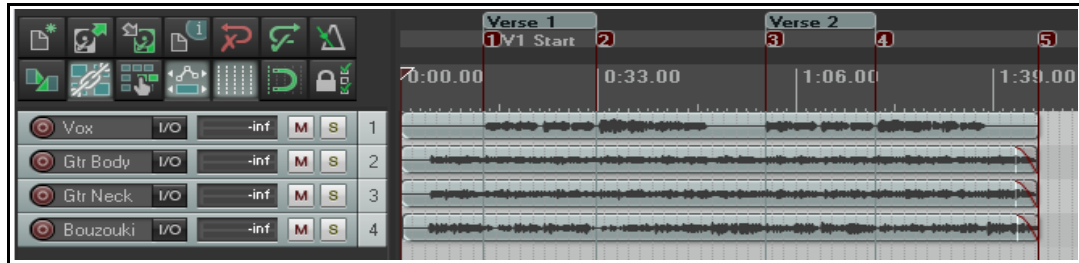 Verse 1 Verse 2
1 V1 Start 2 3 4 5
0:00.00 0:33.00 1:06.00 1:39.00
Vox I/O -inf M S 1
Gtr Body I/O -inf M S 2
Gtr Neck I/O -inf M S 3
Bouzouki I/O -inf M S 4